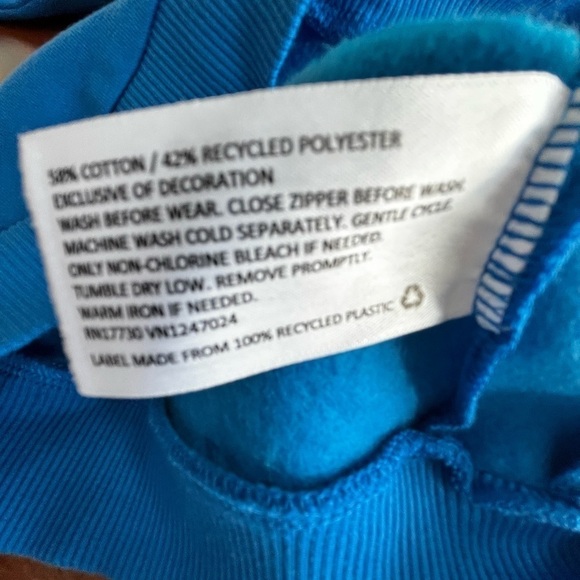 58% COTTON / 42% RECYCLED POLYESTER
EXCLUSIVE OF DECORATION
WASH BEFORE WEAR. CLOSE ZIPPER BEFORE WASH.
MACHINE WASH COLD SEPARATELY. GENTLE CYCLE.
ONLY NON-CHLORINE BLEACH IF NEEDED.
TUMBLE DRY LOW. REMOVE PROMPTLY.
WARM IRON IF NEEDED.
RN17730 VN1247024
LABEL MADE FROM 100% RECYCLED PLASTIC